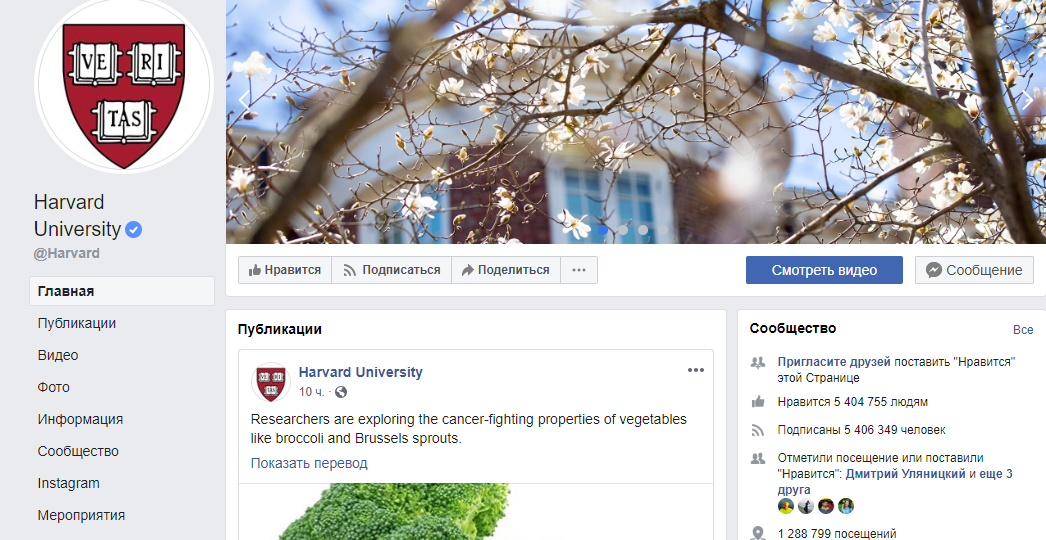 VE RI
TAS
Harvard
University
@Harvard
Главная
Публикации
Видео
Фото
Информация
Сообщество
Instagram
Мероприятия
Нравится
Подписаться
Поделиться
Смотреть видео
Сообщение
Публикации
Harvard University
10 ч. ·
Researchers are exploring the cancer-fighting properties of vegetables
like broccoli and Brussels sprouts.
Показать перевод
Сообщество
Все
Пригласите друзей поставить "Нравится"
этой Странице
Нравится 5 404 755 людям
Подписаны 5 406 349 человек
Отметили посещение или поставили
"Нравится": Дмитрий Уляницкий и еще 3
друга
1 288 799 посещений